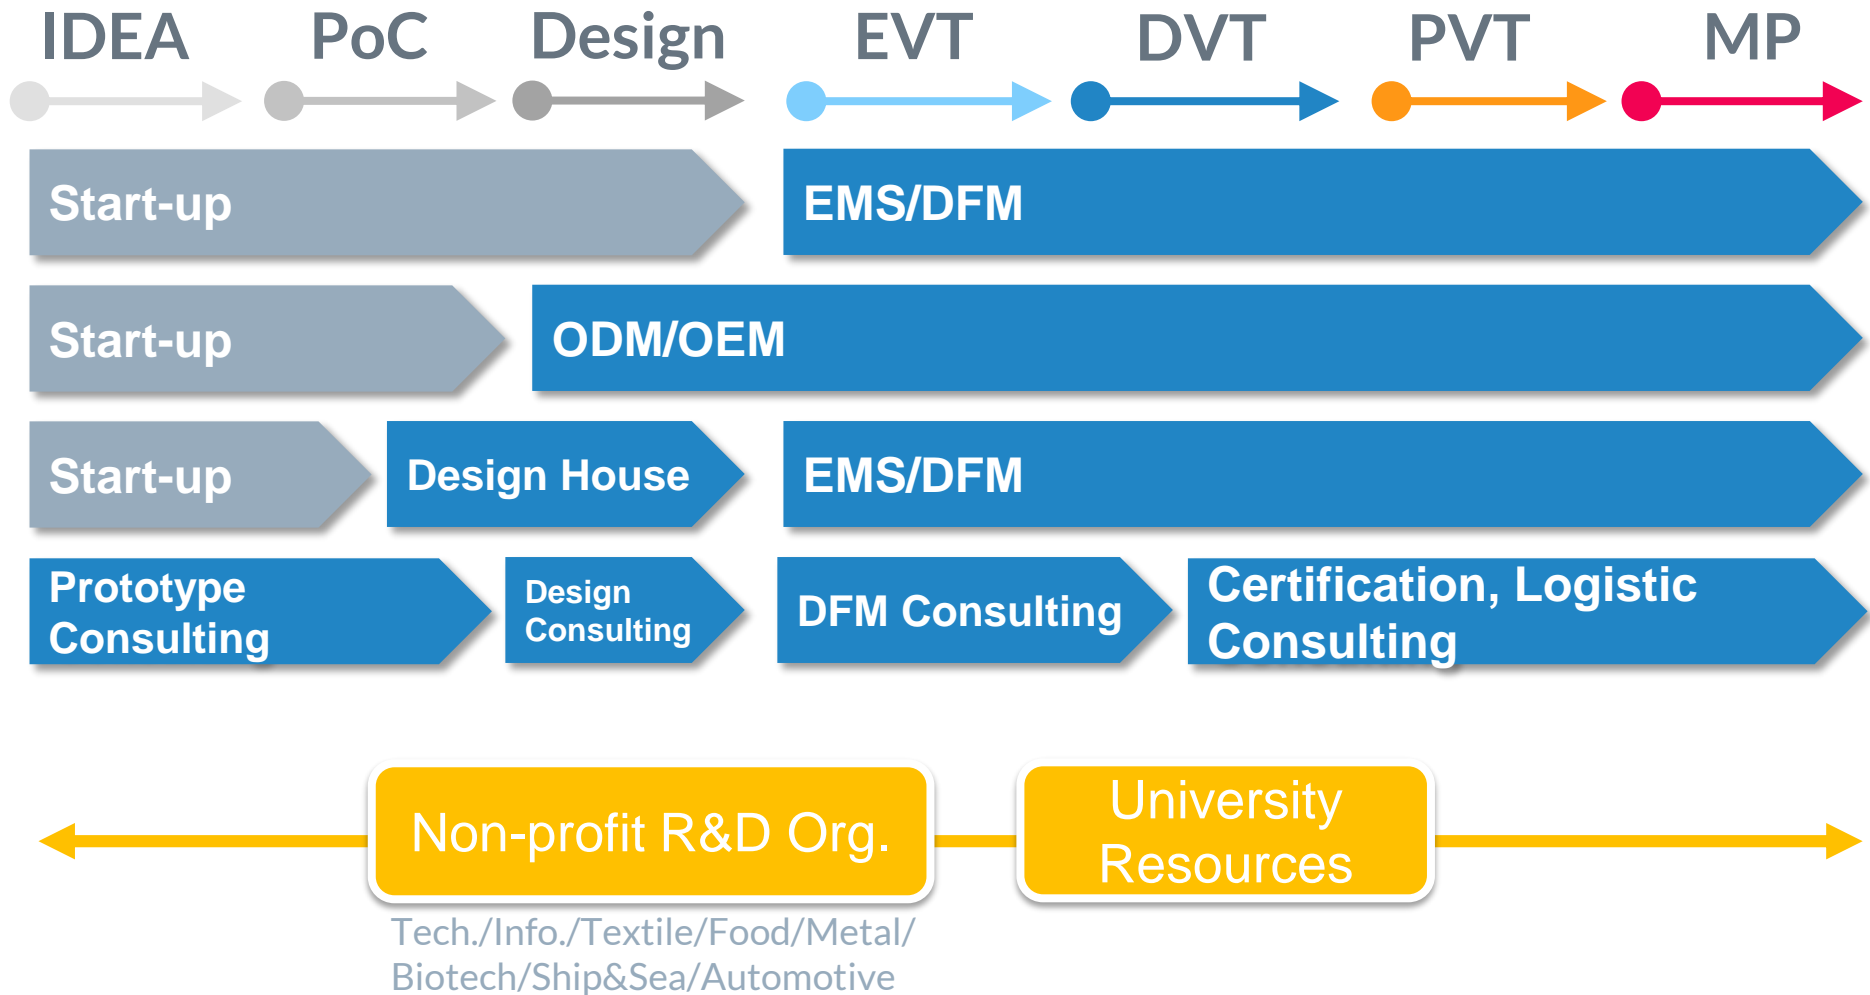 IDEA PoC Design EVT DVT PVT MP
Start-up EMS/DFM
Start-up ODM/OEM
Start-up Design House EMS/DFM
Prototype
Consulting
Design
Consulting
DFM Consulting
Certification, Logistic
Consulting
Non-profit R&D Org.
University
Resources
Tech./Info./Textile/Food/Metal/
Biotech/Ship&Sea/Automotive